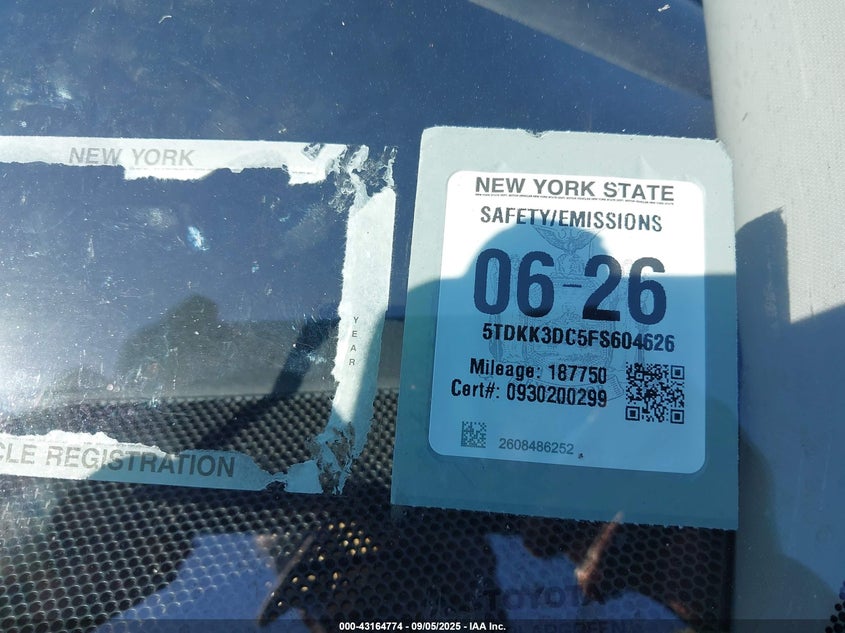 NEW YORK
YEAR
CLE REGISTRATION
NEW YORK STATE
SAFETY/EMISSIONS
06-26
5TDKK3DC5FS604626
Mileage: 187750
Cert#: 0930200299
2608486252
TOYOTA
000-43164774 - 09/05/2025 - IAA Inc.